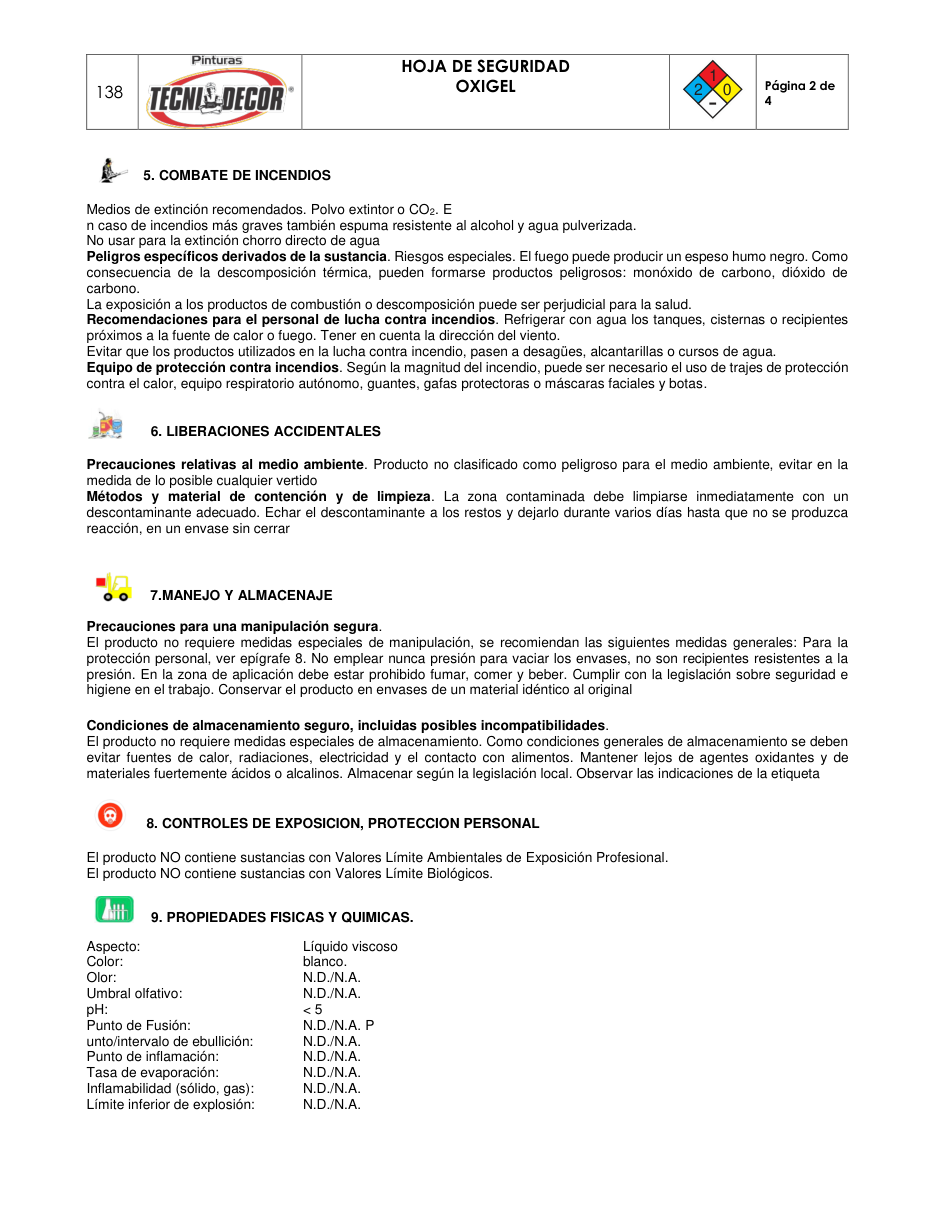 138
Pinturas
TECNI DECOR®
HOJA DE SEGURIDAD
OXIGEL
1
2 0
-
Página 2 de
4
5. COMBATE DE INCENDIOS
Medios de extinción recomendados. Polvo extintor o CO₂. E
n caso de incendios más graves también espuma resistente al alcohol y agua pulverizada.
No usar para la extinción chorro directo de agua
Peligros específicos derivados de la sustancia. Riesgos especiales. El fuego puede producir un espeso humo negro. Como
consecuencia de la descomposición térmica, pueden formarse productos peligrosos: monóxido de carbono, dióxido de
carbono.
La exposición a los productos de combustión o descomposición puede ser perjudicial para la salud.
Recomendaciones para el personal de lucha contra incendios. Refrigerar con agua los tanques, cisternas o recipientes
próximos a la fuente de calor o fuego. Tener en cuenta la dirección del viento.
Evitar que los productos utilizados en la lucha contra incendio, pasen a desagües, alcantarillas o cursos de agua.
Equipo de protección contra incendios. Según la magnitud del incendio, puede ser necesario el uso de trajes de protección
contra el calor, equipo respiratorio autónomo, guantes, gafas protectoras o máscaras faciales y botas.
6. LIBERACIONES ACCIDENTALES
Precauciones relativas al medio ambiente. Producto no clasificado como peligroso para el medio ambiente, evitar en la
medida de lo posible cualquier vertido
Métodos y material de contención y de limpieza. La zona contaminada debe limpiarse inmediatamente con un
descontaminante adecuado. Echar el descontaminante a los restos y dejarlo durante varios días hasta que no se produzca
reacción, en un envase sin cerrar
7.MANEJO Y ALMACENAJE
Precauciones para una manipulación segura.
El producto no requiere medidas especiales de manipulación, se recomiendan las siguientes medidas generales: Para la
protección personal, ver epígrafe 8. No emplear nunca presión para vaciar los envases, no son recipientes resistentes a la
presión. En la zona de aplicación debe estar prohibido fumar, comer y beber. Cumplir con la legislación sobre seguridad e
higiene en el trabajo. Conservar el producto en envases de un material idéntico al original
Condiciones de almacenamiento seguro, incluidas posibles incompatibilidades.
El producto no requiere medidas especiales de almacenamiento. Como condiciones generales de almacenamiento se deben
evitar fuentes de calor, radiaciones, electricidad y el contacto con alimentos. Mantener lejos de agentes oxidantes y de
materiales fuertemente ácidos o alcalinos. Almacenar según la legislación local. Observar las indicaciones de la etiqueta
8. CONTROLES DE EXPOSICION, PROTECCION PERSONAL
El producto NO contiene sustancias con Valores Límite Ambientales de Exposición Profesional.
El producto NO contiene sustancias con Valores Límite Biológicos.
9. PROPIEDADES FISICAS Y QUIMICAS.
Aspecto: Líquido viscoso
Color: blanco.
Olor: N.D./N.A.
Umbral olfativo: N.D./N.A.
pH: < 5
Punto de Fusión: N.D./N.A. P
unto/intervalo de ebullición: N.D./N.A.
Punto de inflamación: N.D./N.A.
Tasa de evaporación: N.D./N.A.
Inflamabilidad (sólido, gas): N.D./N.A.
Límite inferior de explosión: N.D./N.A.